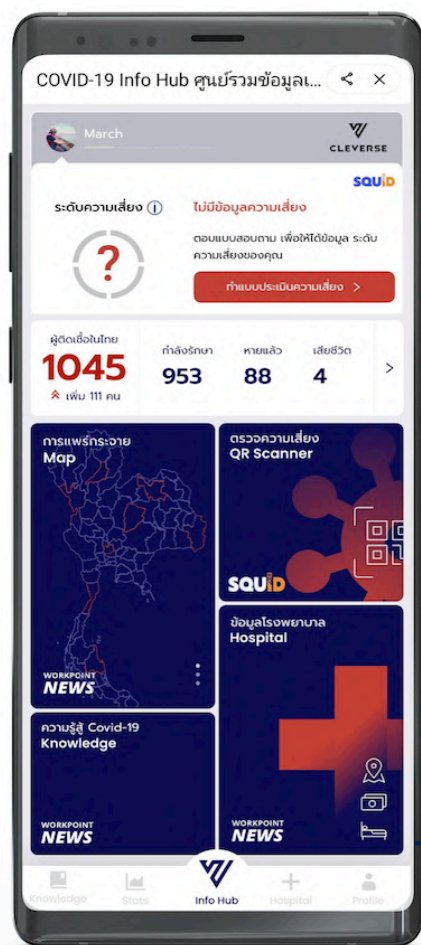 COVID-19 Info Hub ศูนย์รวมข้อมูลเ...
March
CLEVERSE
SQUID
ระดับความเสี่ยง
ไม่มีข้อมูลความเสี่ยง
?
ตอบแบบสอบถาม เพื่อให้ได้ข้อมูล ระดับ
ความเสี่ยงของคุณ
ทำแบบประเมินความเสี่ยง >
ผู้ติดเชื้อในไทย
1045
เพิ่ม 111 คน
กำลังรักษา
953
หายแล้ว
88
เสียชีวิต
4
การแพร่กระจาย
Map
WORKPOINT
NEWS
ตรวจความเสี่ยง
QR Scanner
SQUID
ข้อมูลโรงพยาบาล
Hospital
WORKPOINT
NEWS
ความรู้สู้ Covid-19
Knowledge
WORKPOINT
NEWS
Knowledge
Stats
Info Hub
Hospital
Profile